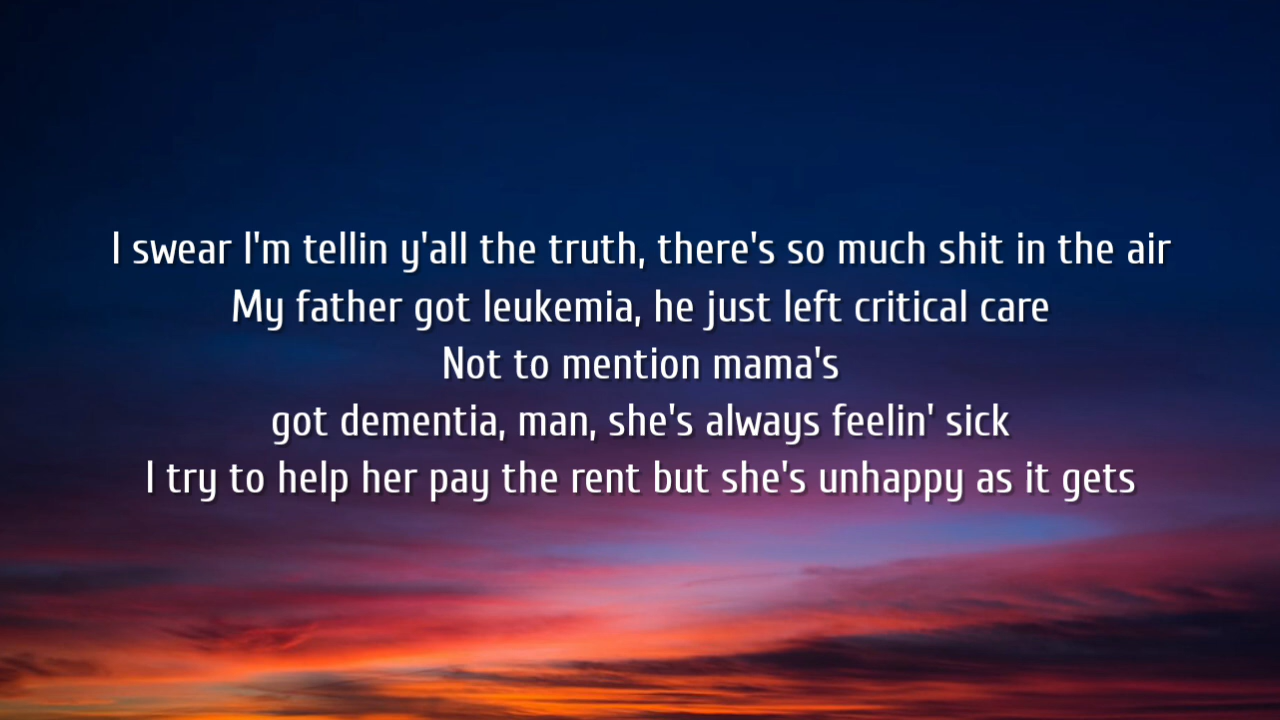 I swear I'm tellin y'all the truth, there's so much shit in the air
My father got leukemia, he just left critical care
Not to mention mama's
got dementia, man, she's always feelin' sick
I try to help her pay the rent but she's unhappy as it gets